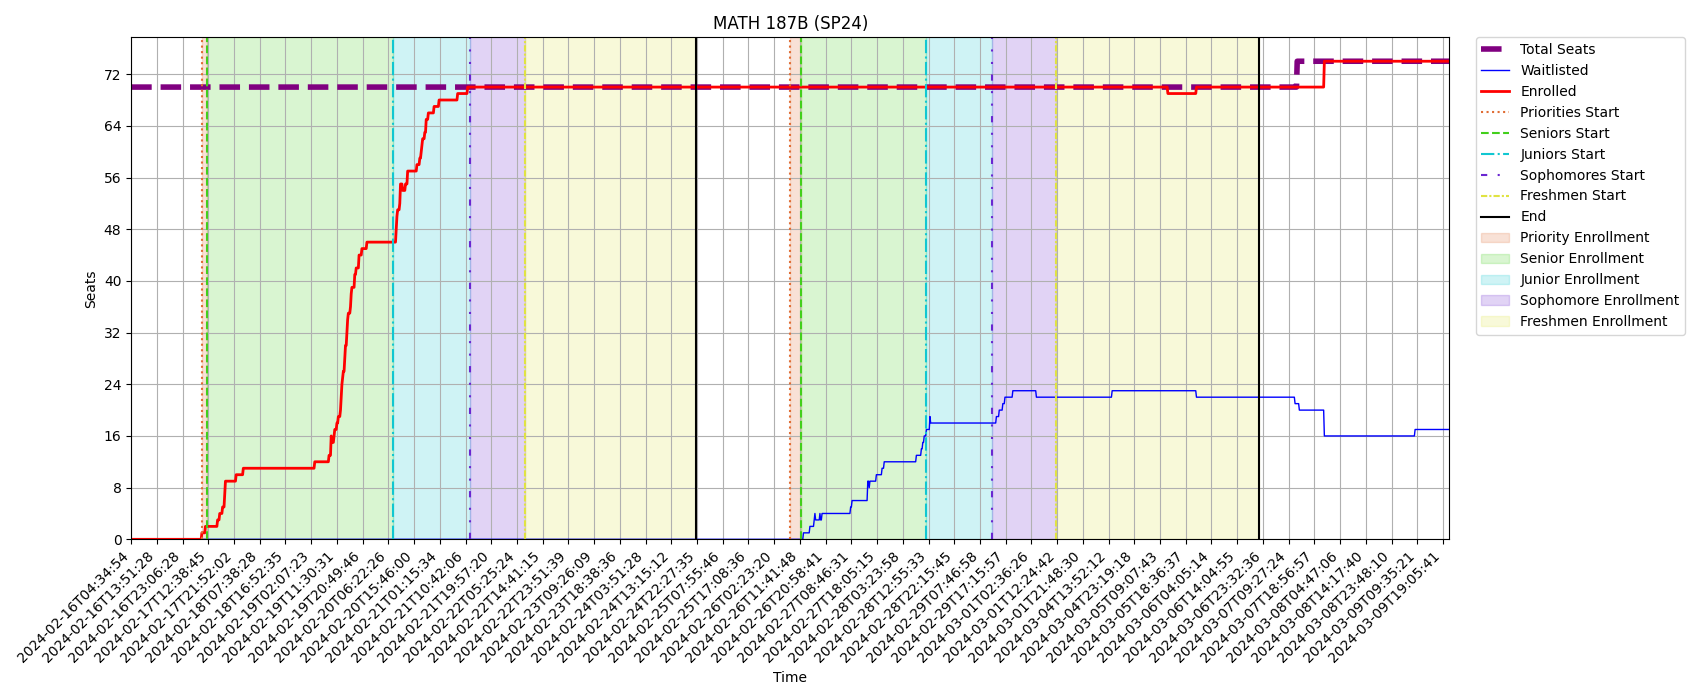 MATH 187B (SP24)
Total Seats
Waitlisted
Enrolled
Priorities Start
Seniors Start
Juniors Start
Sophomores Start
Freshmen Start
End
Priority Enrollment
Senior Enrollment
Junior Enrollment
Sophomore Enrollment
Freshmen Enrollment
Seats
72
64
56
48
40
32
24
16
8
0
2024-02-16T04:34:54
2024-02-16T13:51:28
2024-02-16T23:06:28
2024-02-17T12:38:45
2024-02-17T21:52:02
2024-02-18T07:38:28
2024-02-18T16:52:35
2024-02-19T02:07:23
2024-02-19T11:30:31
2024-02-19T20:49:46
2024-02-20T06:22:26
2024-02-20T15:46:00
2024-02-21T01:15:34
2024-02-21T10:42:06
2024-02-21T19:57:20
2024-02-22T05:25:24
2024-02-22T14:41:15
2024-02-22T23:51:39
2024-02-23T09:26:09
2024-02-23T18:38:36
2024-02-24T03:51:28
2024-02-24T13:15:12
2024-02-24T22:27:35
2024-02-25T07:55:46
2024-02-25T17:08:36
2024-02-26T02:23:20
2024-02-26T11:41:48
2024-02-26T20:58:41
2024-02-27T08:46:31
2024-02-27T18:05:15
2024-02-28T03:23:58
2024-02-28T12:55:33
2024-02-28T22:15:45
2024-02-29T07:46:58
2024-02-29T17:15:57
2024-03-01T02:36:26
2024-03-01T12:24:42
2024-03-01T21:48:30
2024-03-04T13:52:12
2024-03-04T23:19:18
2024-03-05T09:07:43
2024-03-05T18:36:37
2024-03-06T04:05:14
2024-03-06T14:04:55
2024-03-06T23:32:36
2024-03-07T09:27:24
2024-03-07T18:56:57
2024-03-08T04:47:06
2024-03-08T14:17:40
2024-03-08T23:48:10
2024-03-09T09:35:21
2024-03-09T19:05:41
Time